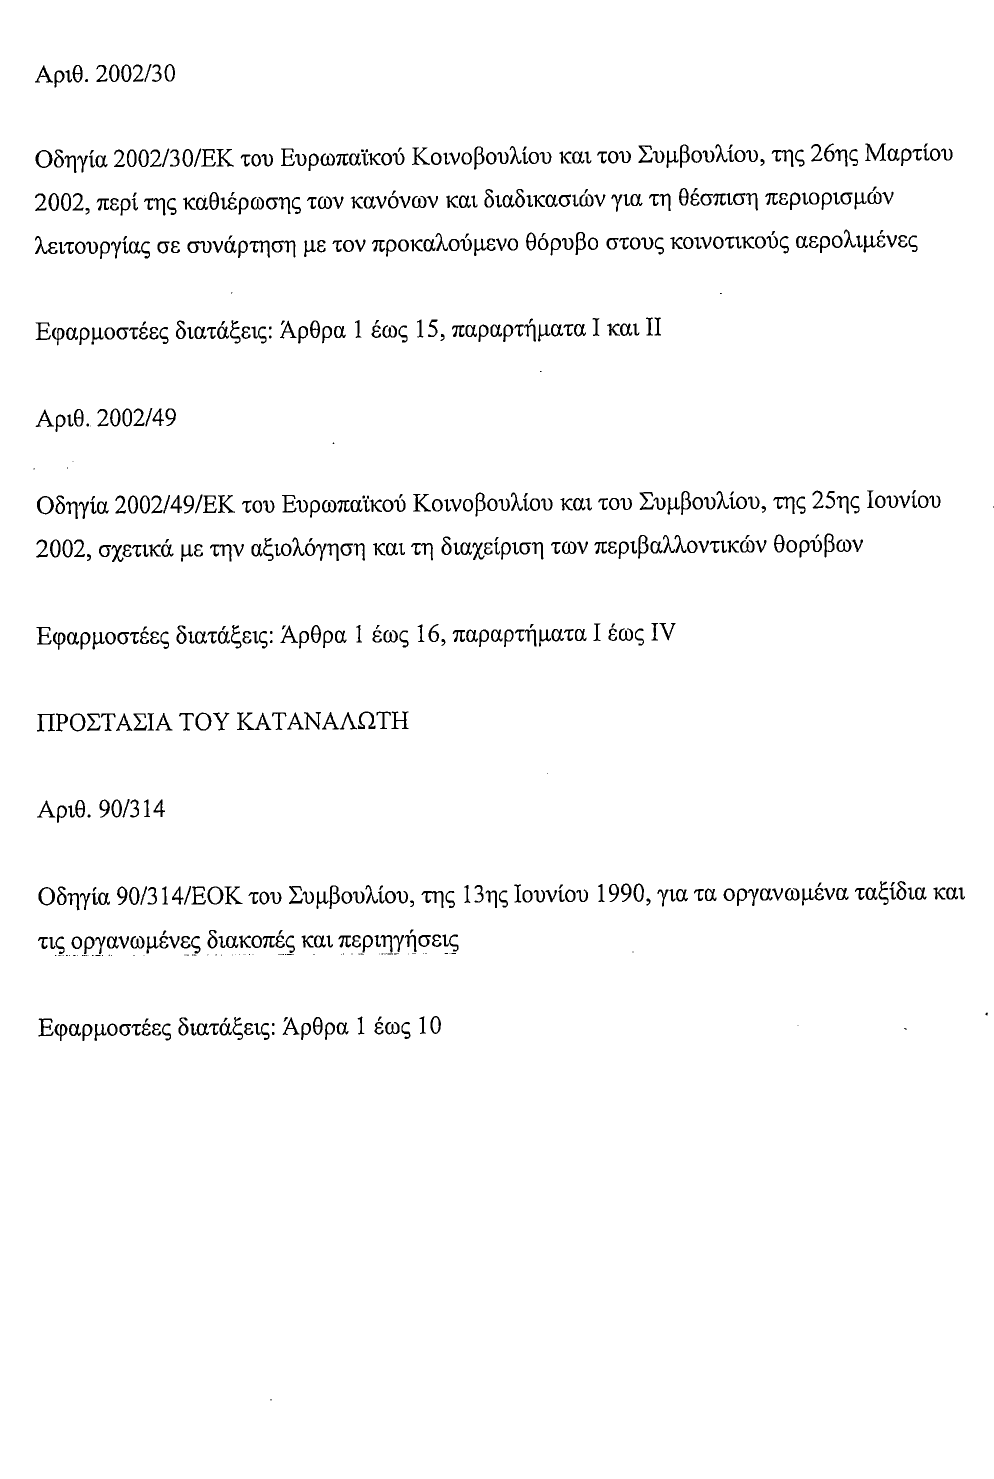 Αριθ. 2002/30
Οδηγία 2002/30/ΕΚ του Ευρωπαϊκού Κοινοβουλίου και του Συμβουλίου, της 26ης Μαρτίου
2002, περί της καθιέρωσης των κανόνων και διαδικασιών για τη θέσπιση περιορισμών
λειτουργίας σε συνάρτηση με τον προκαλούμενο θόρυβο στους κοινοτικούς αερολιμένες
Εφαρμοστέες διατάξεις: Άρθρα 1 έως 15, παραρτήματα Ι και ΙΙ
Αριθ. 2002/49
Οδηγία 2002/49/ΕΚ του Ευρωπαϊκού Κοινοβουλίου και του Συμβουλίου, της 25ης Ιουνίου
2002, σχετικά με την αξιολόγηση και τη διαχείριση των περιβαλλοντικών θορύβων
Εφαρμοστέες διατάξεις: Άρθρα 1 έως 16, παραρτήματα Ι έως IV
ΠΡΟΣΤΑΣΙΑ ΤΟΥ ΚΑΤΑΝΑΛΩΤΗ
Αριθ. 90/314
Οδηγία 90/314/ΕΟΚ του Συμβουλίου, της 13ης Ιουνίου 1990, για τα οργανωμένα ταξίδια και
τις οργανωμένες διακοπές και περιηγήσεις
Εφαρμοστέες διατάξεις: Άρθρα 1 έως 10